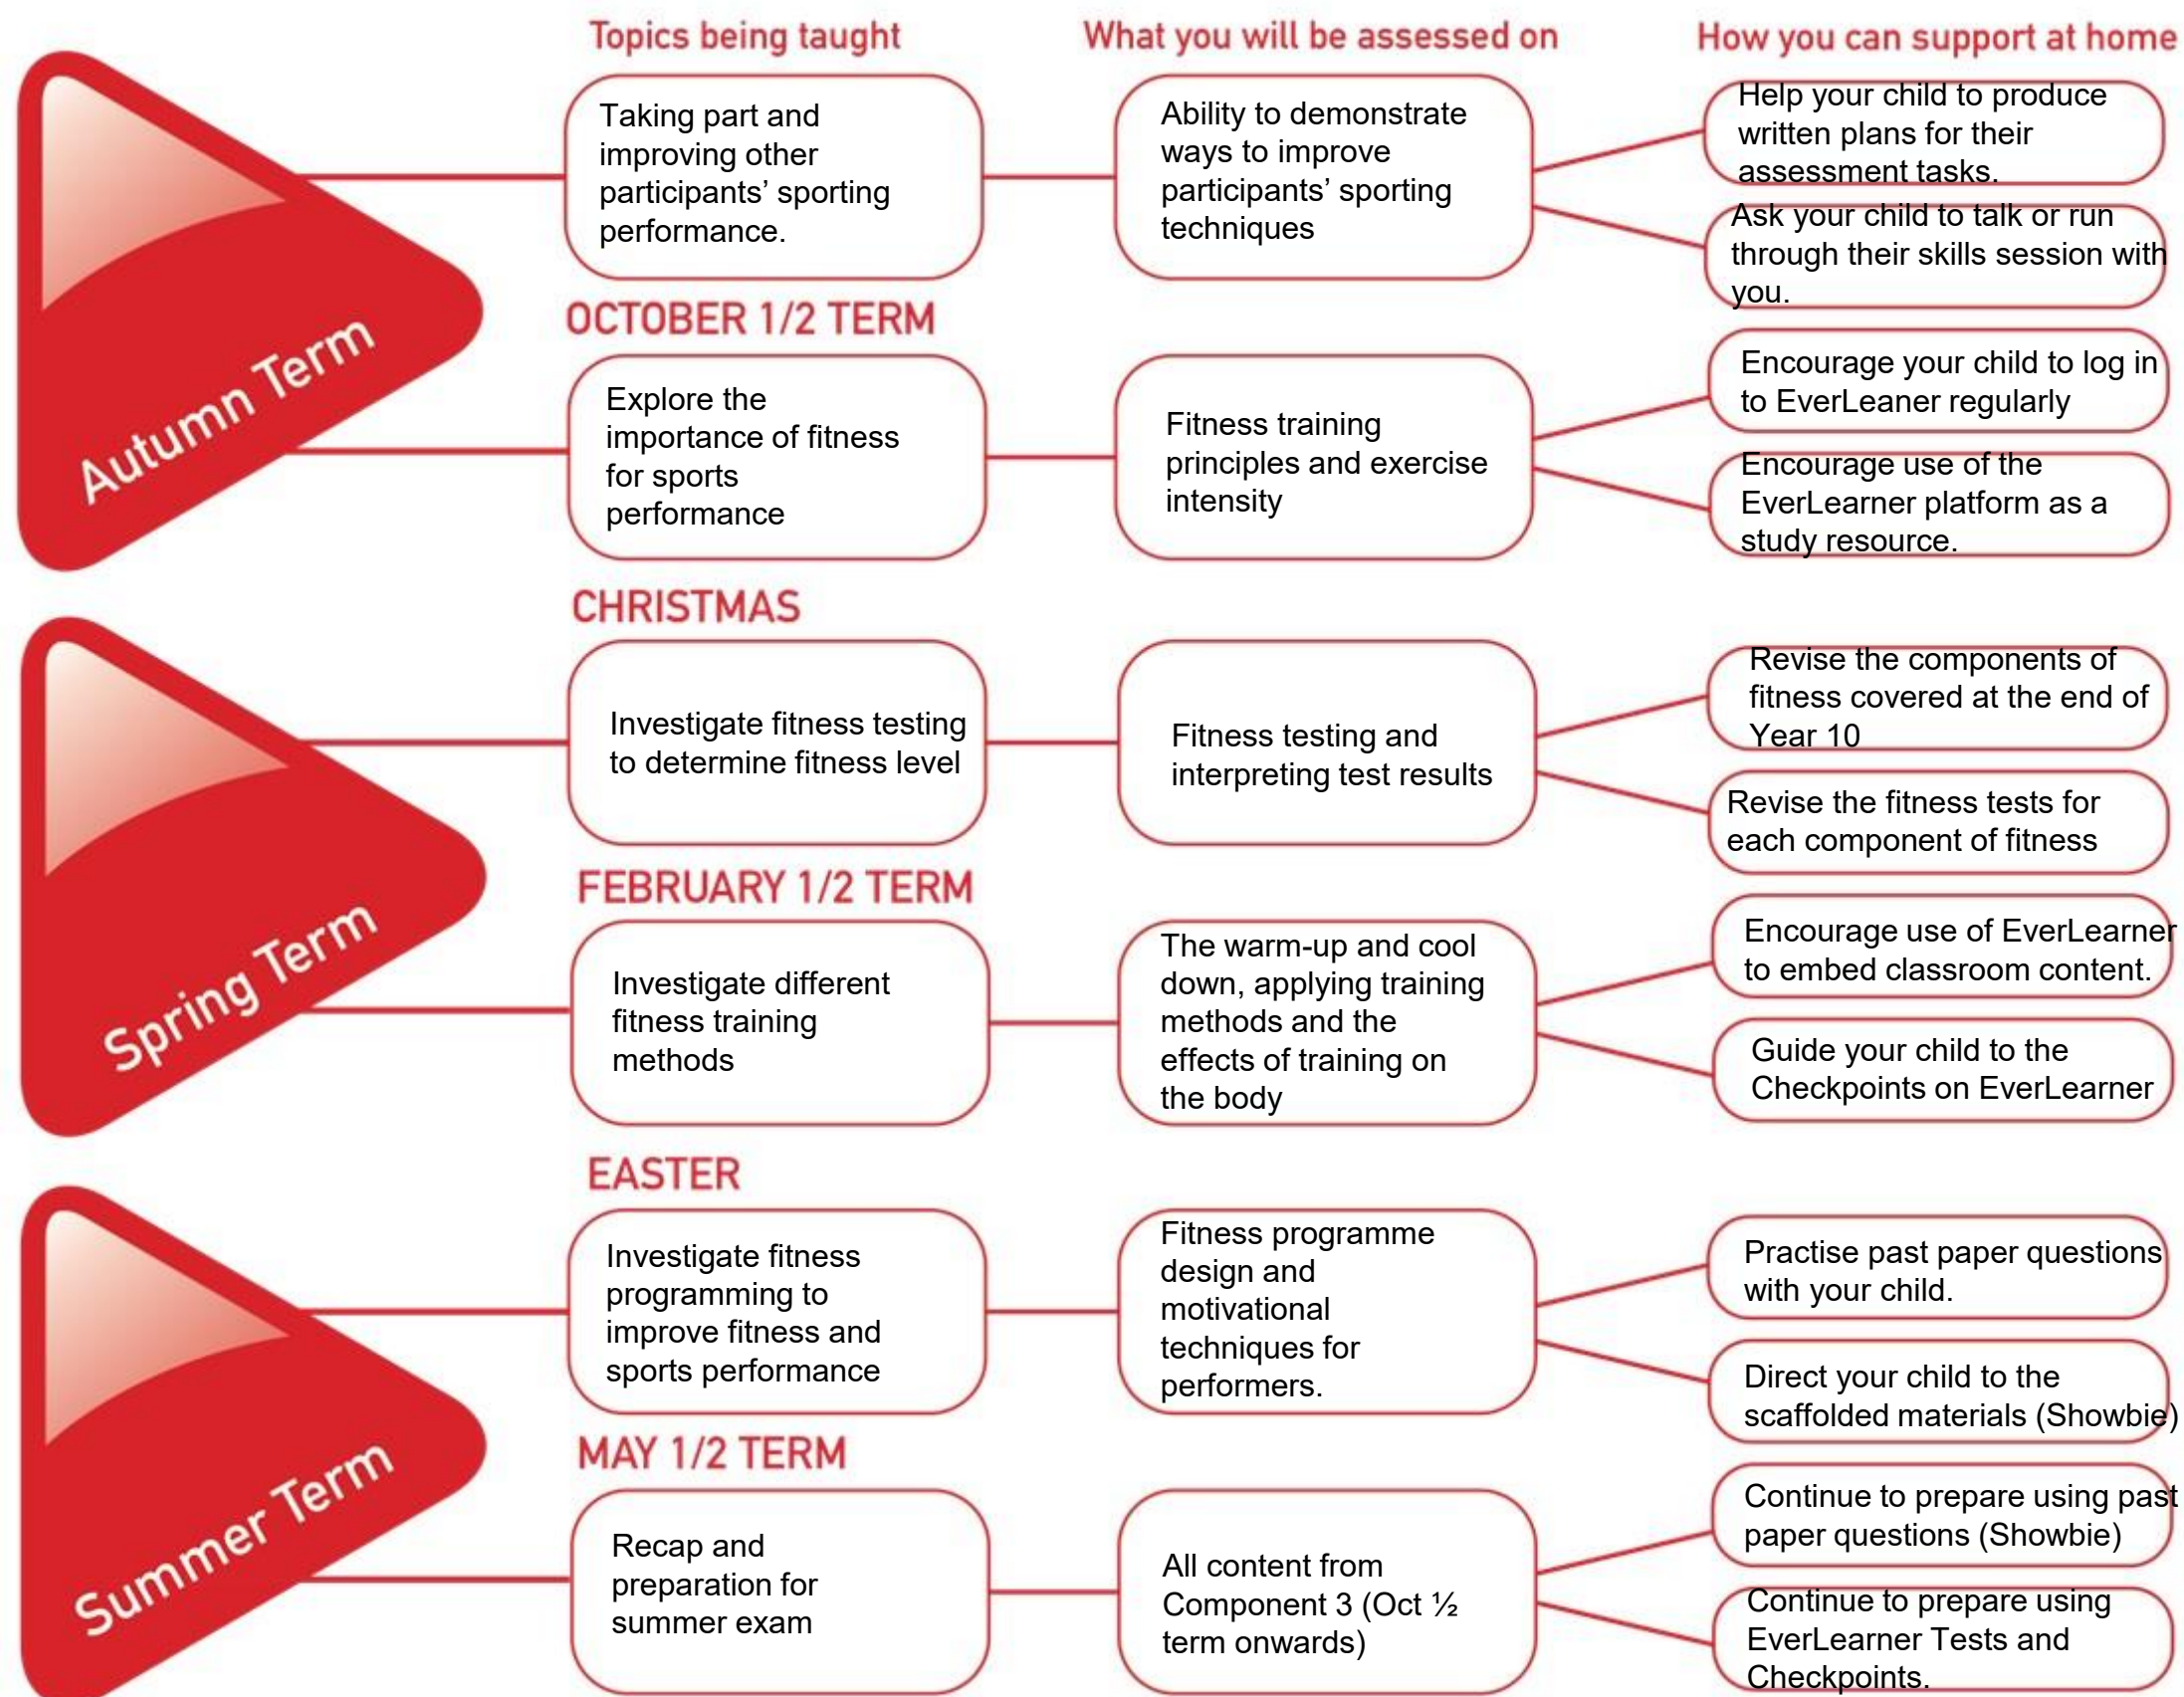 Topics being taught
What you will be assessed on
How you can support at home
Autumn Term
Taking part and
improving other
participants’ sporting
performance.
Ability to demonstrate
ways to improve
participants’ sporting
techniques
Help your child to produce
written plans for their
assessment tasks.
Ask your child to talk or run
through their skills session with
you.
OCTOBER 1/2 TERM
Explore the
importance of fitness
for sports
performance
Fitness training
principles and exercise
intensity
Encourage your child to log in
to EverLeaner regularly
Encourage use of the
EverLearner platform as a
study resource.
CHRISTMAS
Spring Term
Investigate fitness testing
to determine fitness level
Fitness testing and
interpreting test results
Revise the components of
fitness covered at the end of
Year 10
Revise the fitness tests for
each component of fitness
FEBRUARY 1/2 TERM
Investigate different
fitness training
methods
The warm-up and cool
down, applying training
methods and the
effects of training on
the body
Encourage use of EverLearner
to embed classroom content.
Guide your child to the
Checkpoints on EverLearner
EASTER
Summer Term
Investigate fitness
programming to
improve fitness and
sports performance
Fitness programme
design and
motivational
techniques for
performers.
Practise past paper questions
with your child.
Direct your child to the
scaffolded materials (Showbie)
MAY 1/2 TERM
Recap and
preparation for
summer exam
All content from
Component 3 (Oct ½
term onwards)
Continue to prepare using past
paper questions (Showbie)
Continue to prepare using
EverLearner Tests and
Checkpoints.